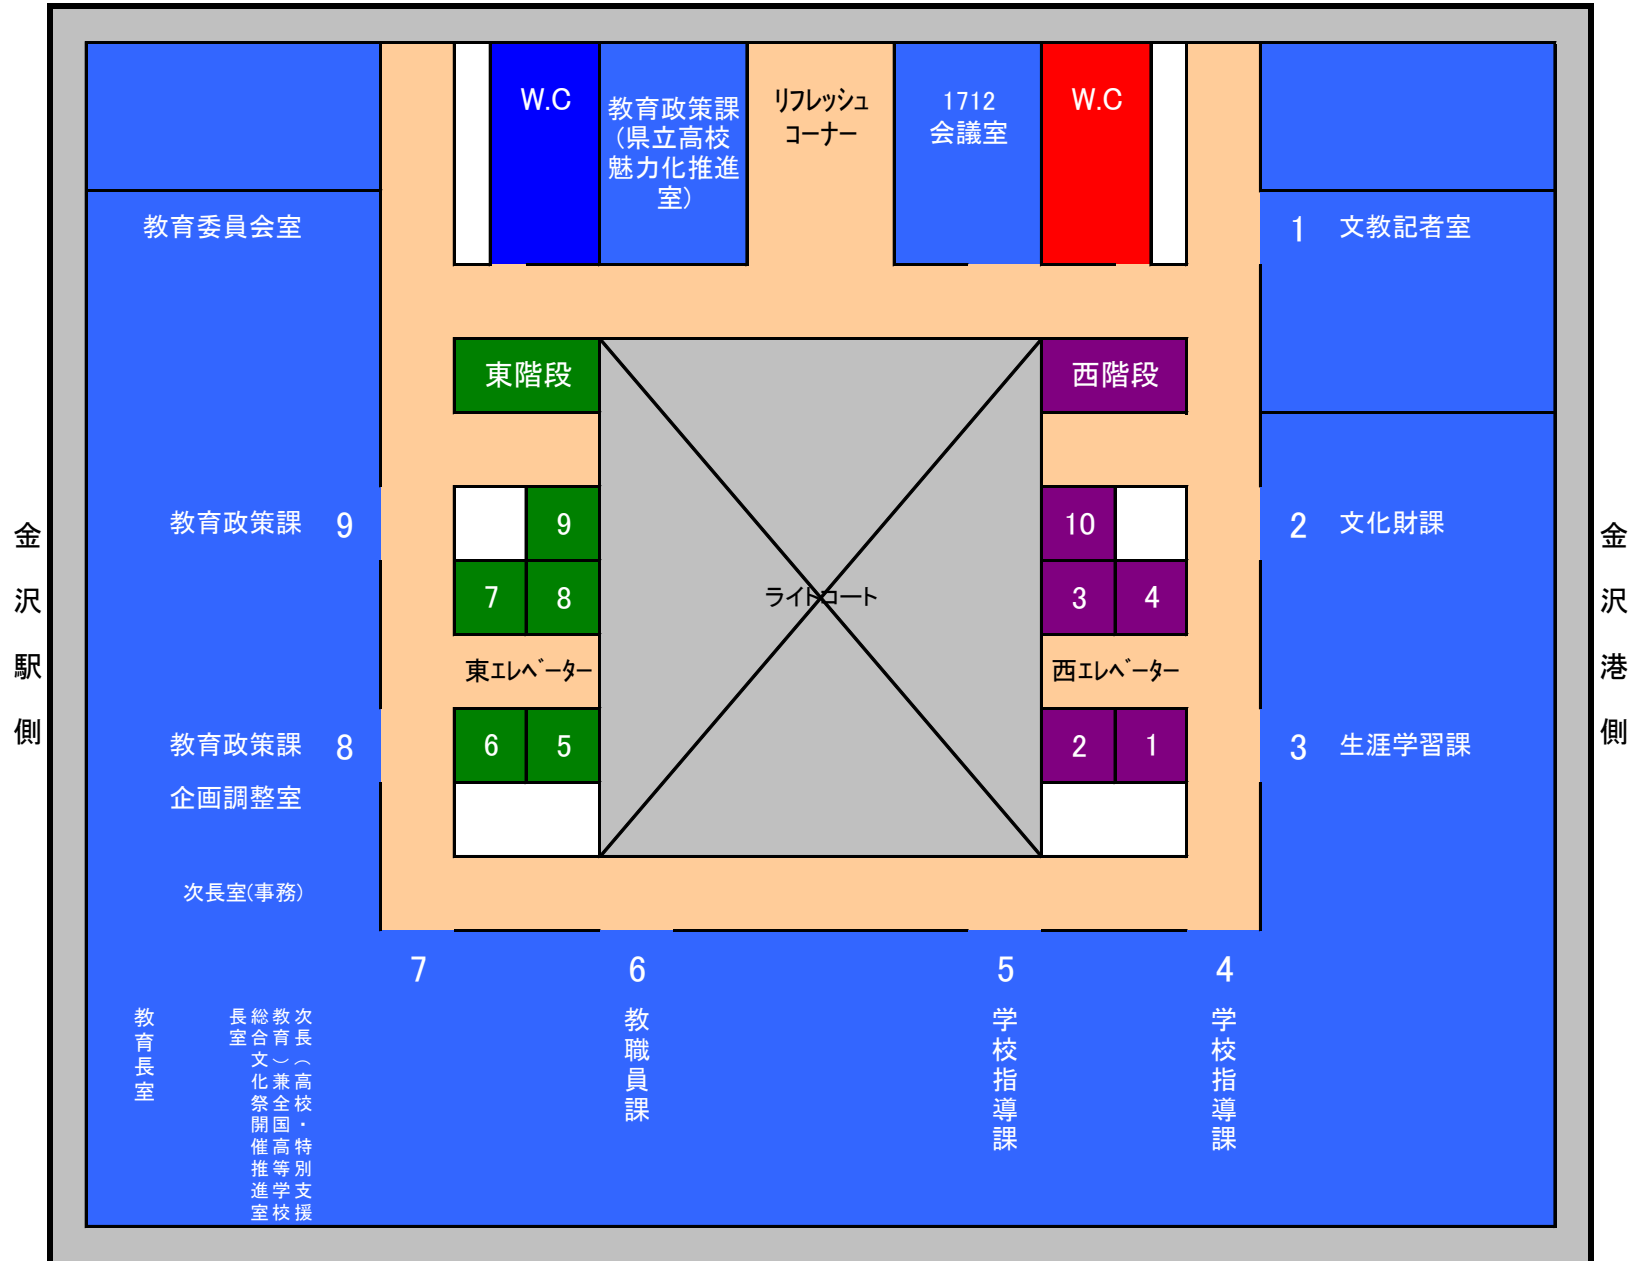 W.C
教育政策課
(県立高校
魅力化推進
室)
リフレッシュ
コーナー
1712
会議室
W.C
教育委員会室
1 文教記者室
東階段
西階段
教育政策課 9
9
10
2 文化財課
7 8
ライトコート
3 4
東エレベーター
西エレベーター
教育政策課 8
6 5
2 1
3 生涯学習課
企画調整室
次長室(事務)
7
6
5
4
教育長室
次長(高校・特別支援
教育)兼全国高等学校
総合文化祭開催推進室
長室
教職員課
学校指導課
学校指導課
金沢駅側
金沢港側